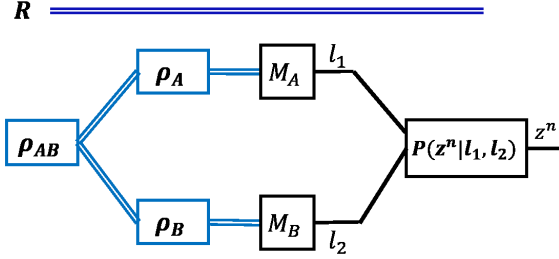 R
ρ_A M_A l_1
ρ_AB P(z^n|l_1, l_2) z^n
ρ_B M_B l_2